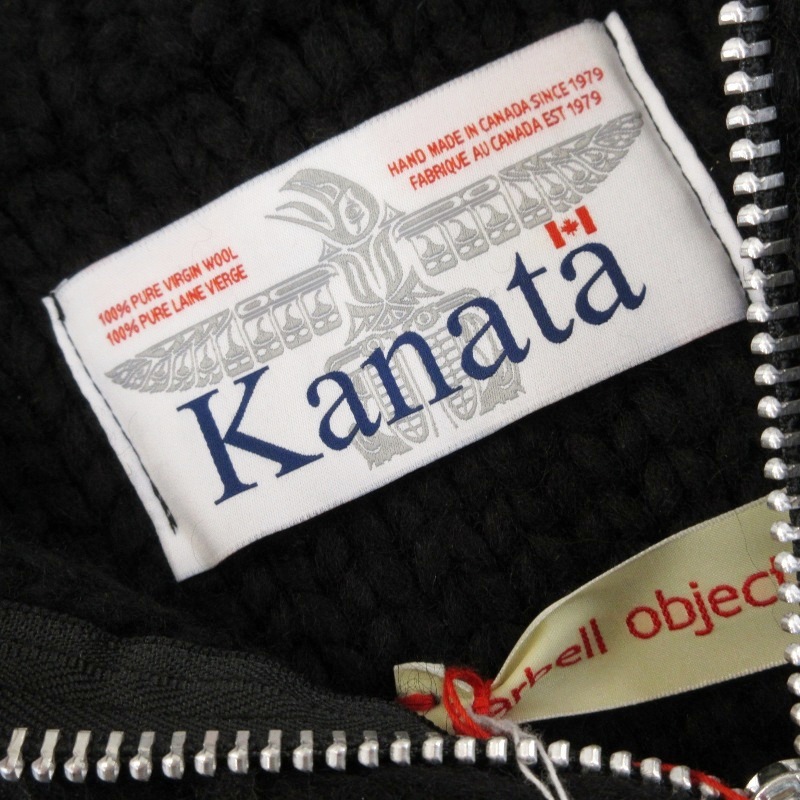 HAND MADE IN CANADA SINCE 1979
FABRIQUE AU CANADA EST 1979
100% PURE VIRGIN WOOL
100% PURE LAINE VIERGE
Kanata
object